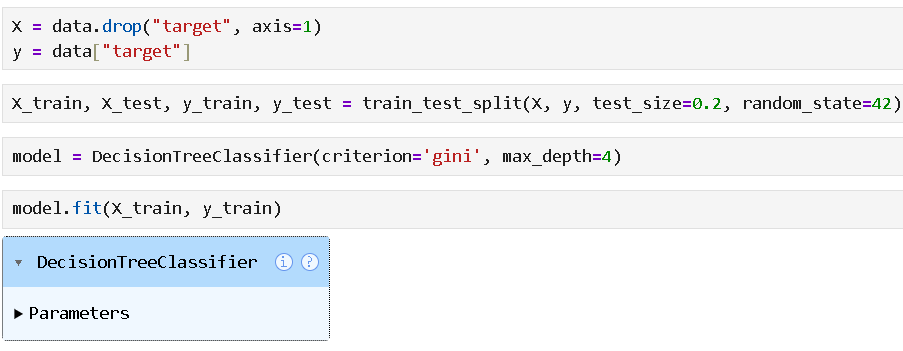 X = data.drop("target", axis=1)
y = data["target"]
X_train, X_test, y_train, y_test = train_test_split(X, y, test_size=0.2, random_state=42)
model = DecisionTreeClassifier(criterion='gini', max_depth=4)
model.fit(X_train, y_train)
DecisionTreeClassifier i ?
Parameters